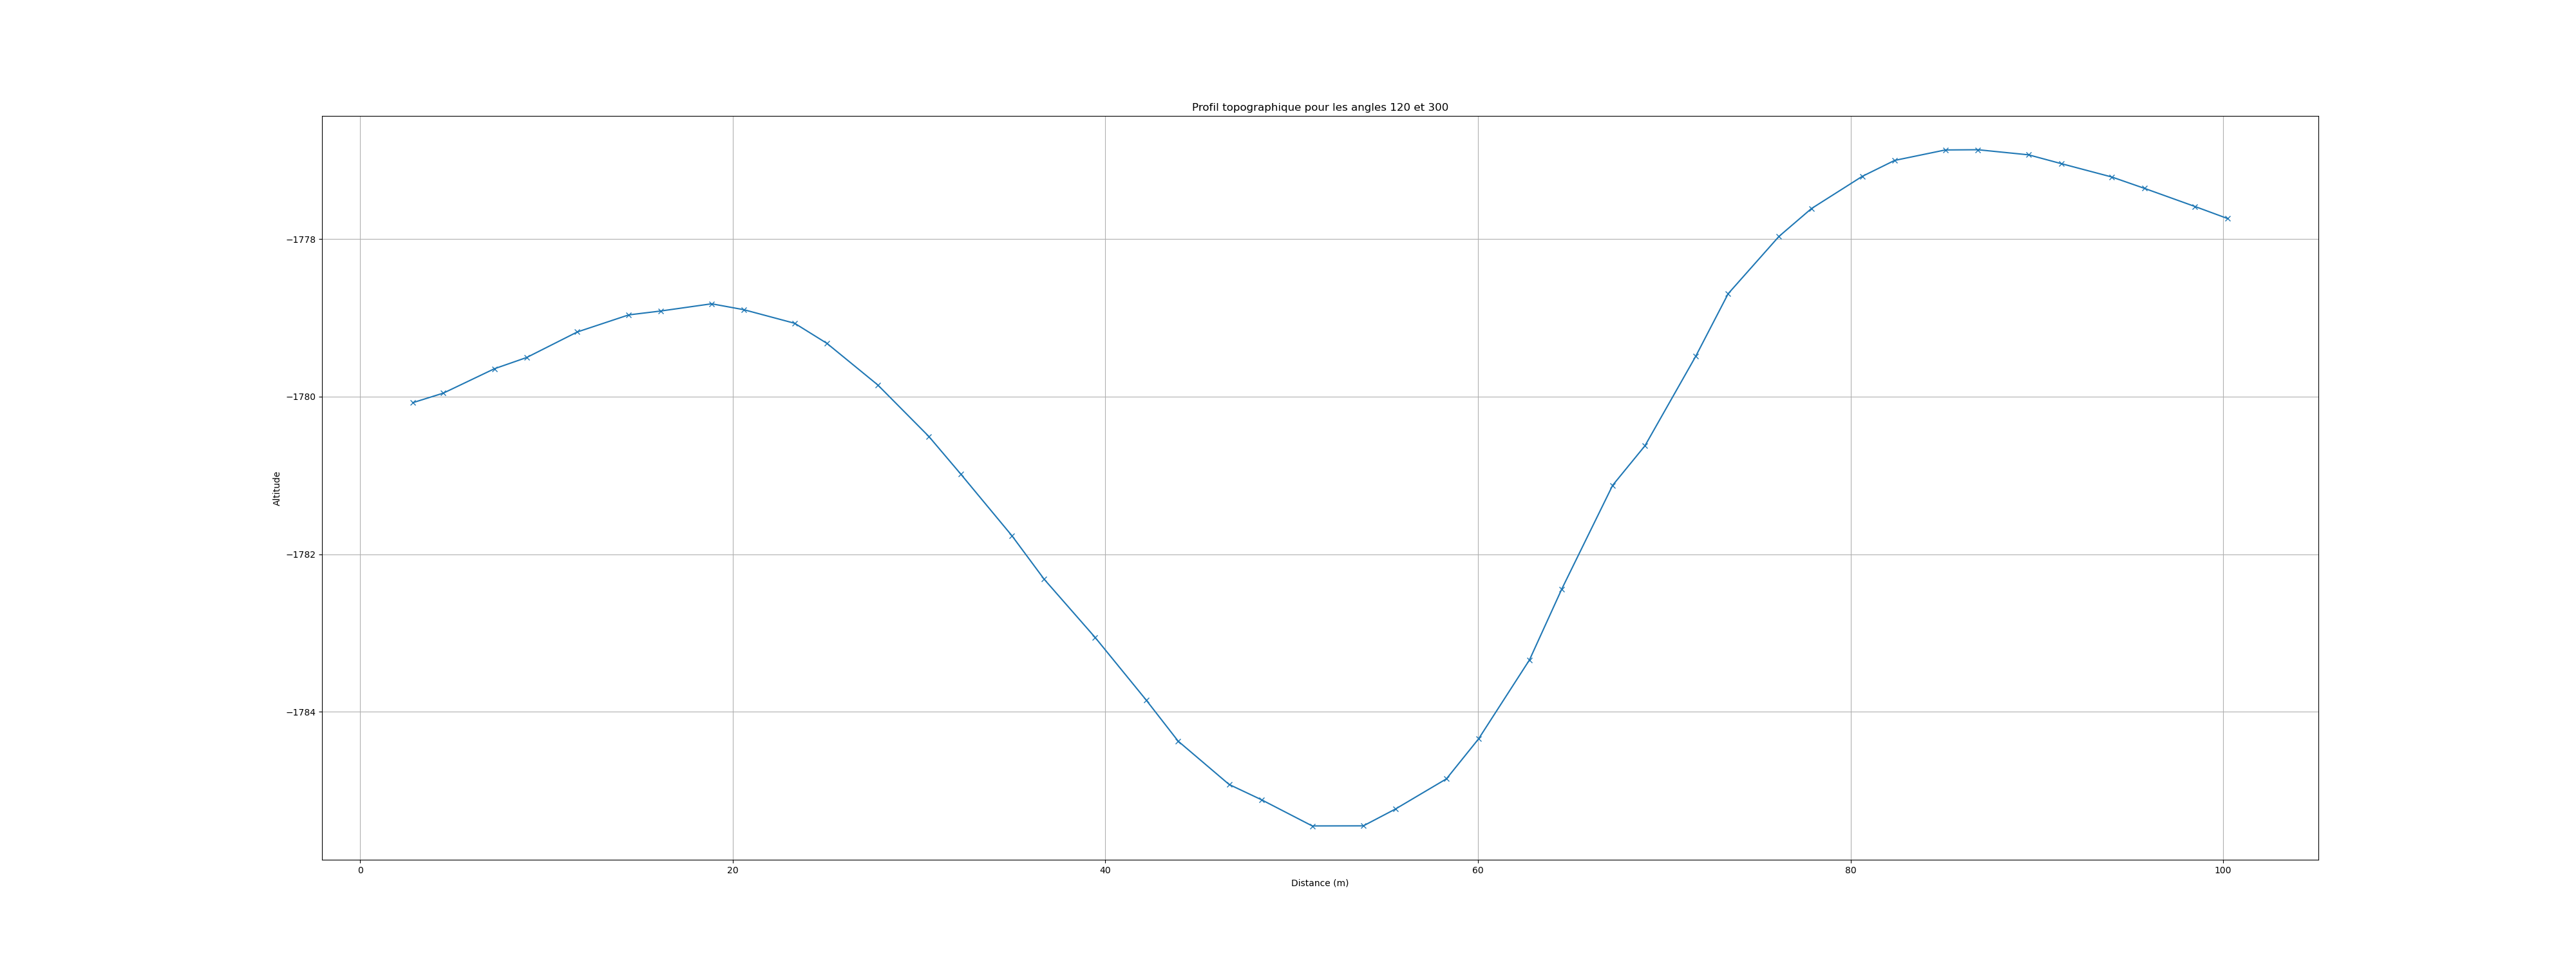 Profil topographique pour les angles 120 et 300
Altitude
−1778
−1780
−1782
−1784
0 20 40 60 80 100
Distance (m)